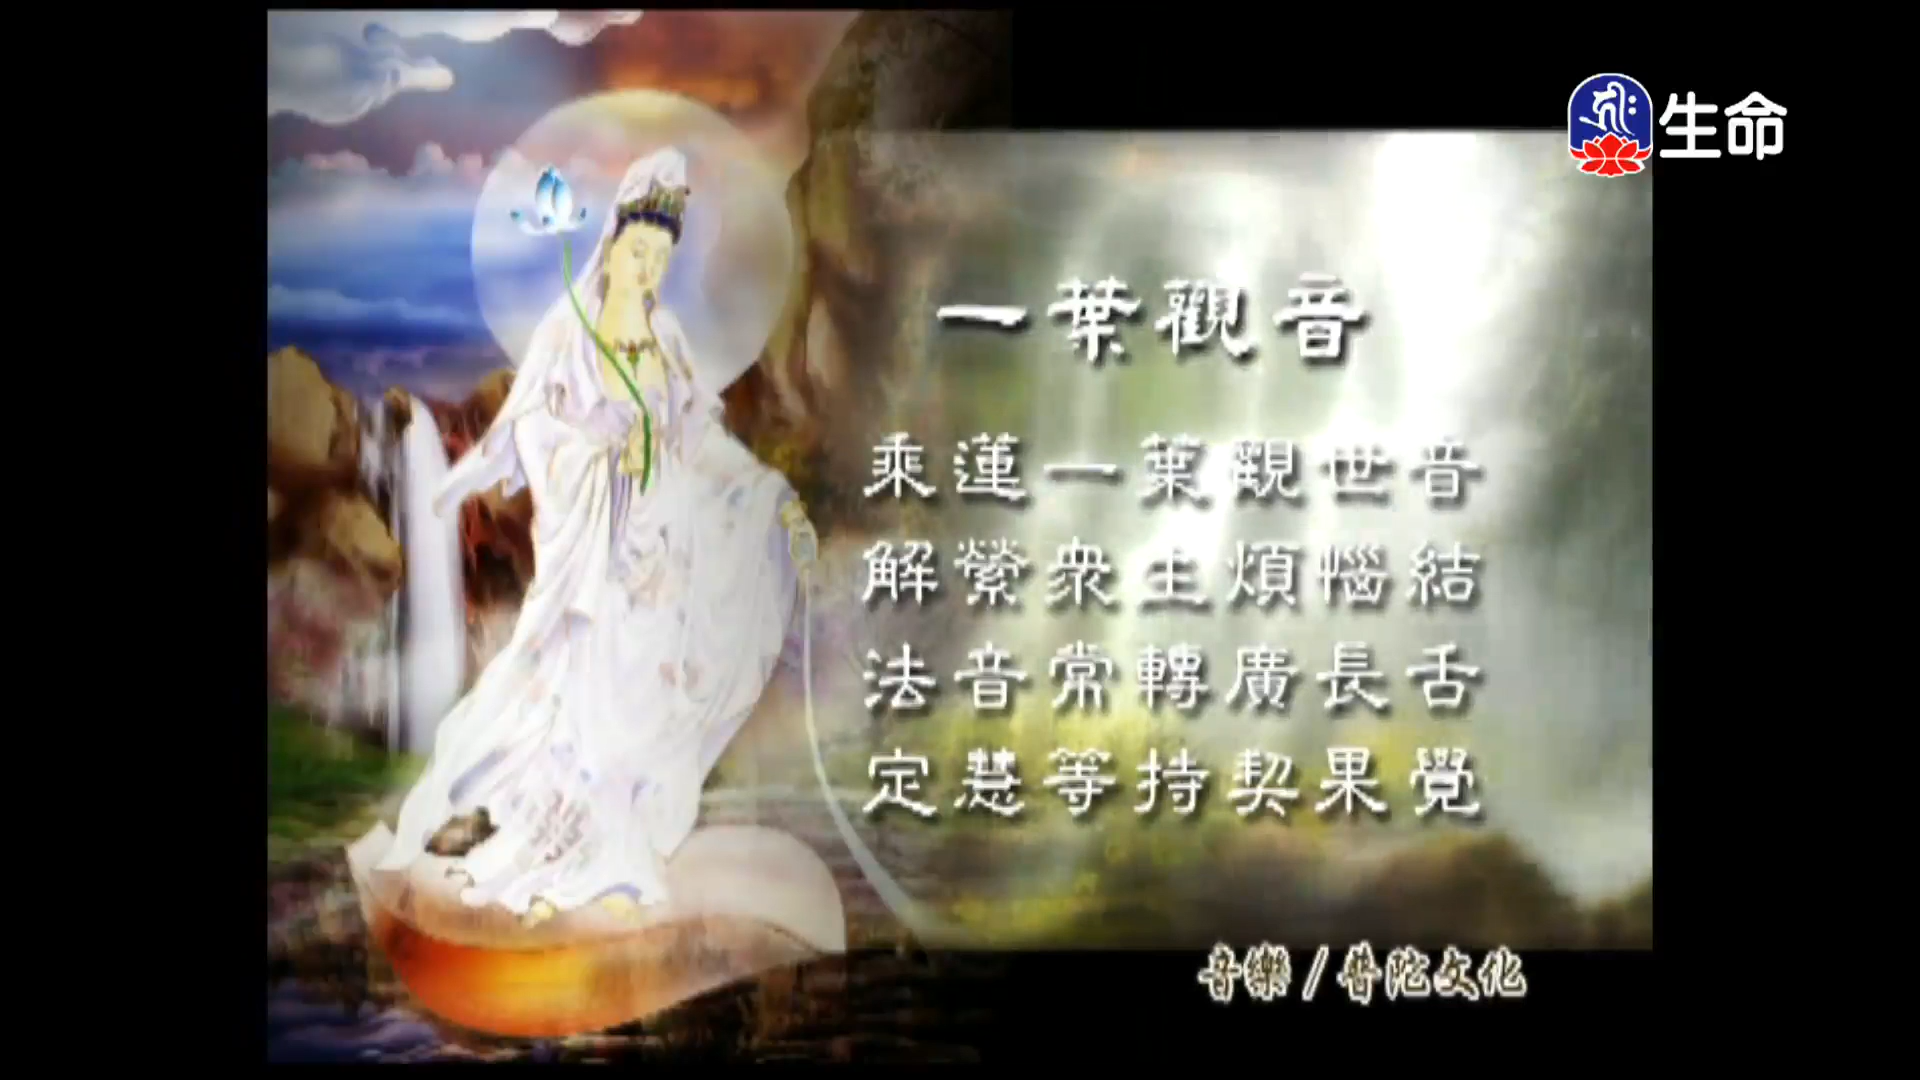 生命
一葉觀音
乘蓮一葉觀世音
解縈衆生煩惱結
法音常轉廣長舌
定慧等持契果覺
音樂/普陀文化